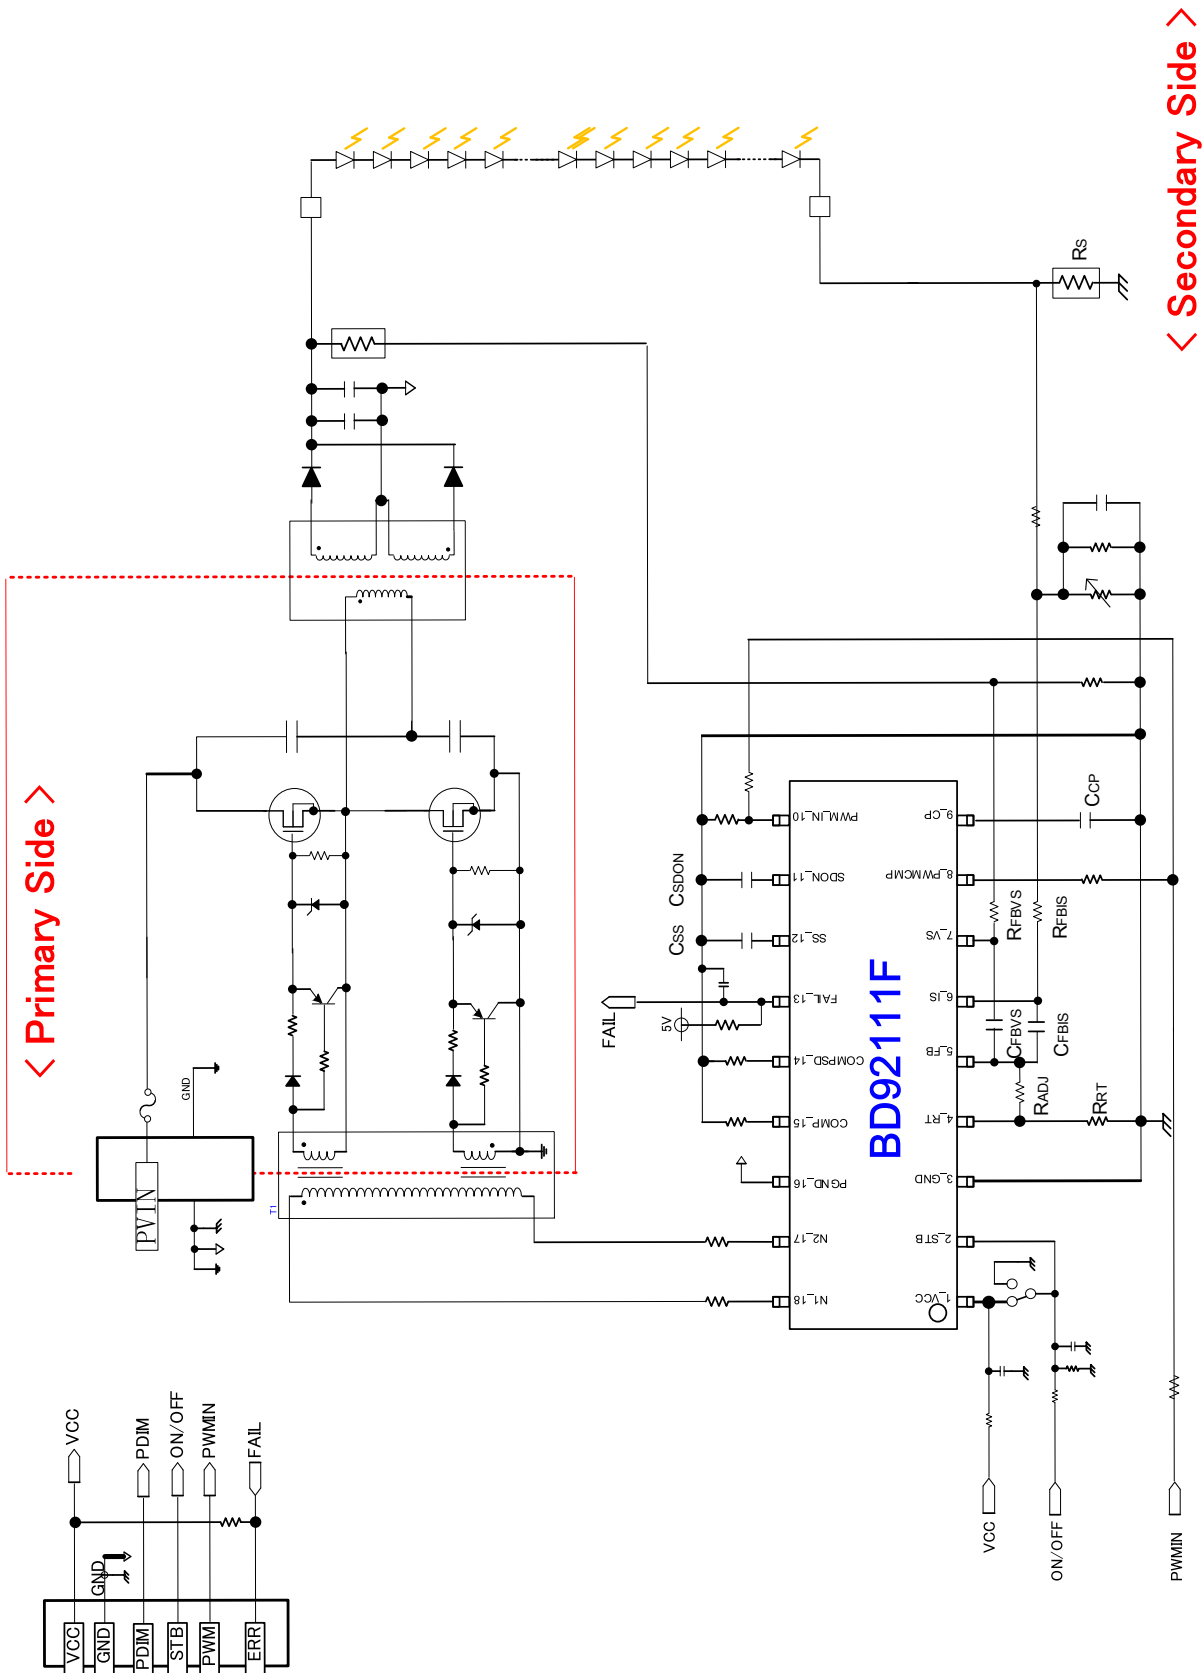 < Secondary Side >
RS
< Primary Side >
GND
PVIN
T1
CCP
CSDON
CSS
RFBVS
RFBIS
FAIL
5V
CFBVS
CFBIS
RADJ
RRT
BD92111F
PWM_IN_10
SDON_11
SS_12
FAIL_13
COMPSD_14
COMP_15
PGND_16
N2_17
N1_18
9_CP
8_PWMCMP
7_VS
6_IS
5_FB
4_RT
3_GND
2_STB
1_VCC
VCC
PDIM
ON/OFF
PWMIN
FAIL
GND
VCC
GND
PDIM
STB
PWM
ERR
VCC
ON/OFF
PWMIN